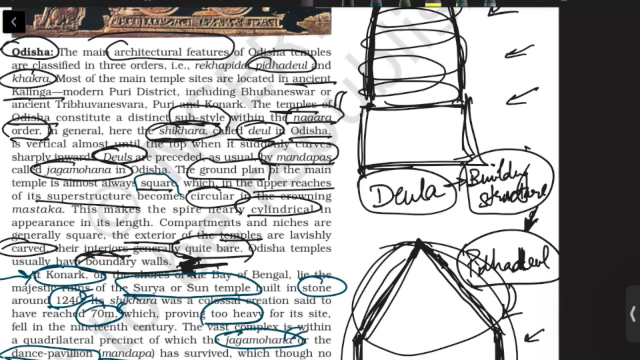 Odisha: The main architectural features of Odisha temples
are classified in three orders, i.e., rekhapida, pidhadeul and
khakra. Most of the main temple sites are located in ancient
Kalinga—modern Puri District, including Bhubaneswar or
ancient Tribhuvanesvara, Puri and Konark. The temples of
Odisha constitute a distinct sub-style within the nagara
order. In general, here the shikhara, called deul in Odisha,
is vertical almost until the top when it suddenly curves
sharply inwards. Deuls are preceded, as usual, by mandapas
called jagamohana in Odisha. The ground plan of the main
temple is almost always square, which, in the upper reaches
of its superstructure becomes circular in the crowning
mastaka. This makes the spire nearly cylindrical in
appearance in its length. Compartments and niches are
generally square, the exterior of the temples are lavishly
carved, their interiors generally quite bare. Odisha temples
usually have boundary walls.
At Konark, on the shores of the Bay of Bengal, lie the
majestic ruins of the Surya or Sun temple built in stone
around 1240. Its shikhara was a colossal creation said to
have reached 70m, which, proving too heavy for its site,
fell in the nineteenth century. The vast complex is within
a quadrilateral precinct of which the jagamohana or the
dance-pavilion (mandapa) has survived, which though no
Deula → Building
structure
Pidhadeul